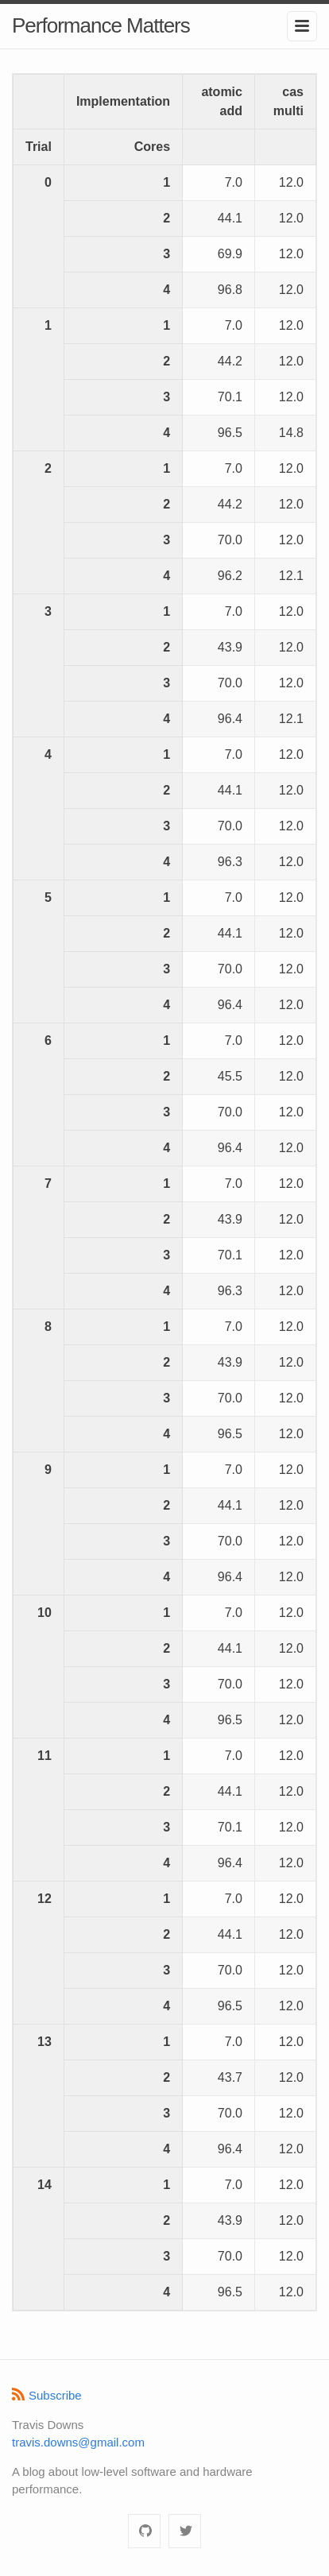 Performance Matters
Implementation atomic add cas multi
Trial Cores
0 1 7.0 12.0
2 44.1 12.0
3 69.9 12.0
4 96.8 12.0
1 1 7.0 12.0
2 44.2 12.0
3 70.1 12.0
4 96.5 14.8
2 1 7.0 12.0
2 44.2 12.0
3 70.0 12.0
4 96.2 12.1
3 1 7.0 12.0
2 43.9 12.0
3 70.0 12.0
4 96.4 12.1
4 1 7.0 12.0
2 44.1 12.0
3 70.0 12.0
4 96.3 12.0
5 1 7.0 12.0
2 44.1 12.0
3 70.0 12.0
4 96.4 12.0
6 1 7.0 12.0
2 45.5 12.0
3 70.0 12.0
4 96.4 12.0
7 1 7.0 12.0
2 43.9 12.0
3 70.1 12.0
4 96.3 12.0
8 1 7.0 12.0
2 43.9 12.0
3 70.0 12.0
4 96.5 12.0
9 1 7.0 12.0
2 44.1 12.0
3 70.0 12.0
4 96.4 12.0
10 1 7.0 12.0
2 44.1 12.0
3 70.0 12.0
4 96.5 12.0
11 1 7.0 12.0
2 44.1 12.0
3 70.1 12.0
4 96.4 12.0
12 1 7.0 12.0
2 44.1 12.0
3 70.0 12.0
4 96.5 12.0
13 1 7.0 12.0
2 43.7 12.0
3 70.0 12.0
4 96.4 12.0
14 1 7.0 12.0
2 43.9 12.0
3 70.0 12.0
4 96.5 12.0
Subscribe
Travis Downs
travis.downs@gmail.com
A blog about low-level software and hardware
performance.